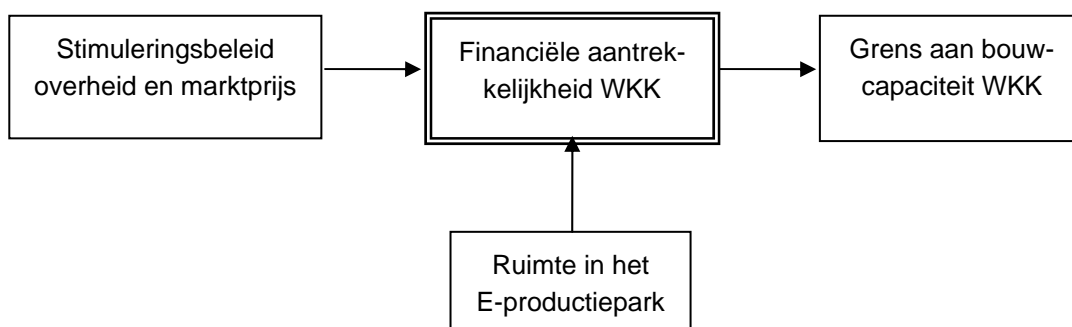 Stimuleringsbeleid
overheid en marktprijs
Financiële aantrek-
kelijkheid WKK
Grens aan bouw-
capaciteit WKK
Ruimte in het
E-productiepark